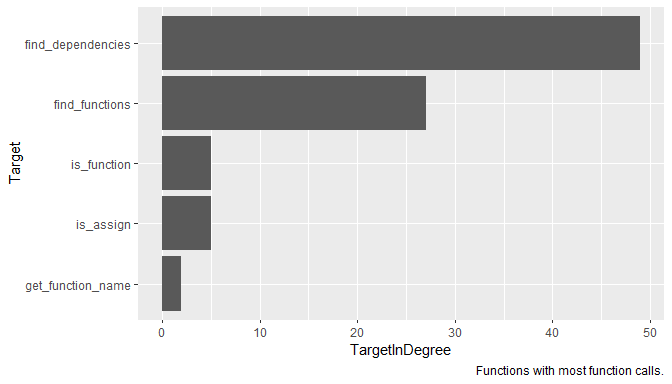 find_dependencies
find_functions
is_function
is_assign
get_function_name
Target
0 10 20 30 40 50
TargetInDegree
Functions with most function calls.